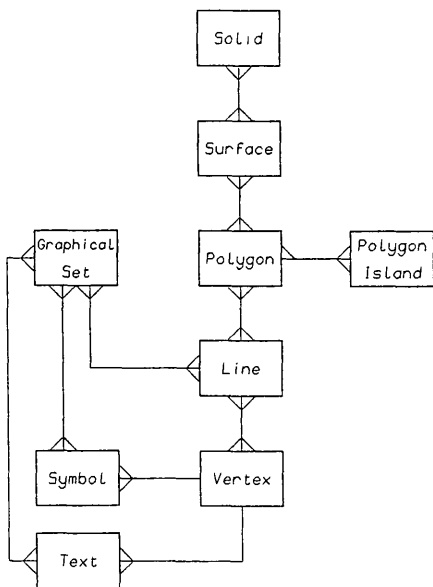 Solid
Surface
Graphical
Set
Polygon
Polygon
Island
Line
Symbol
Vertex
Text